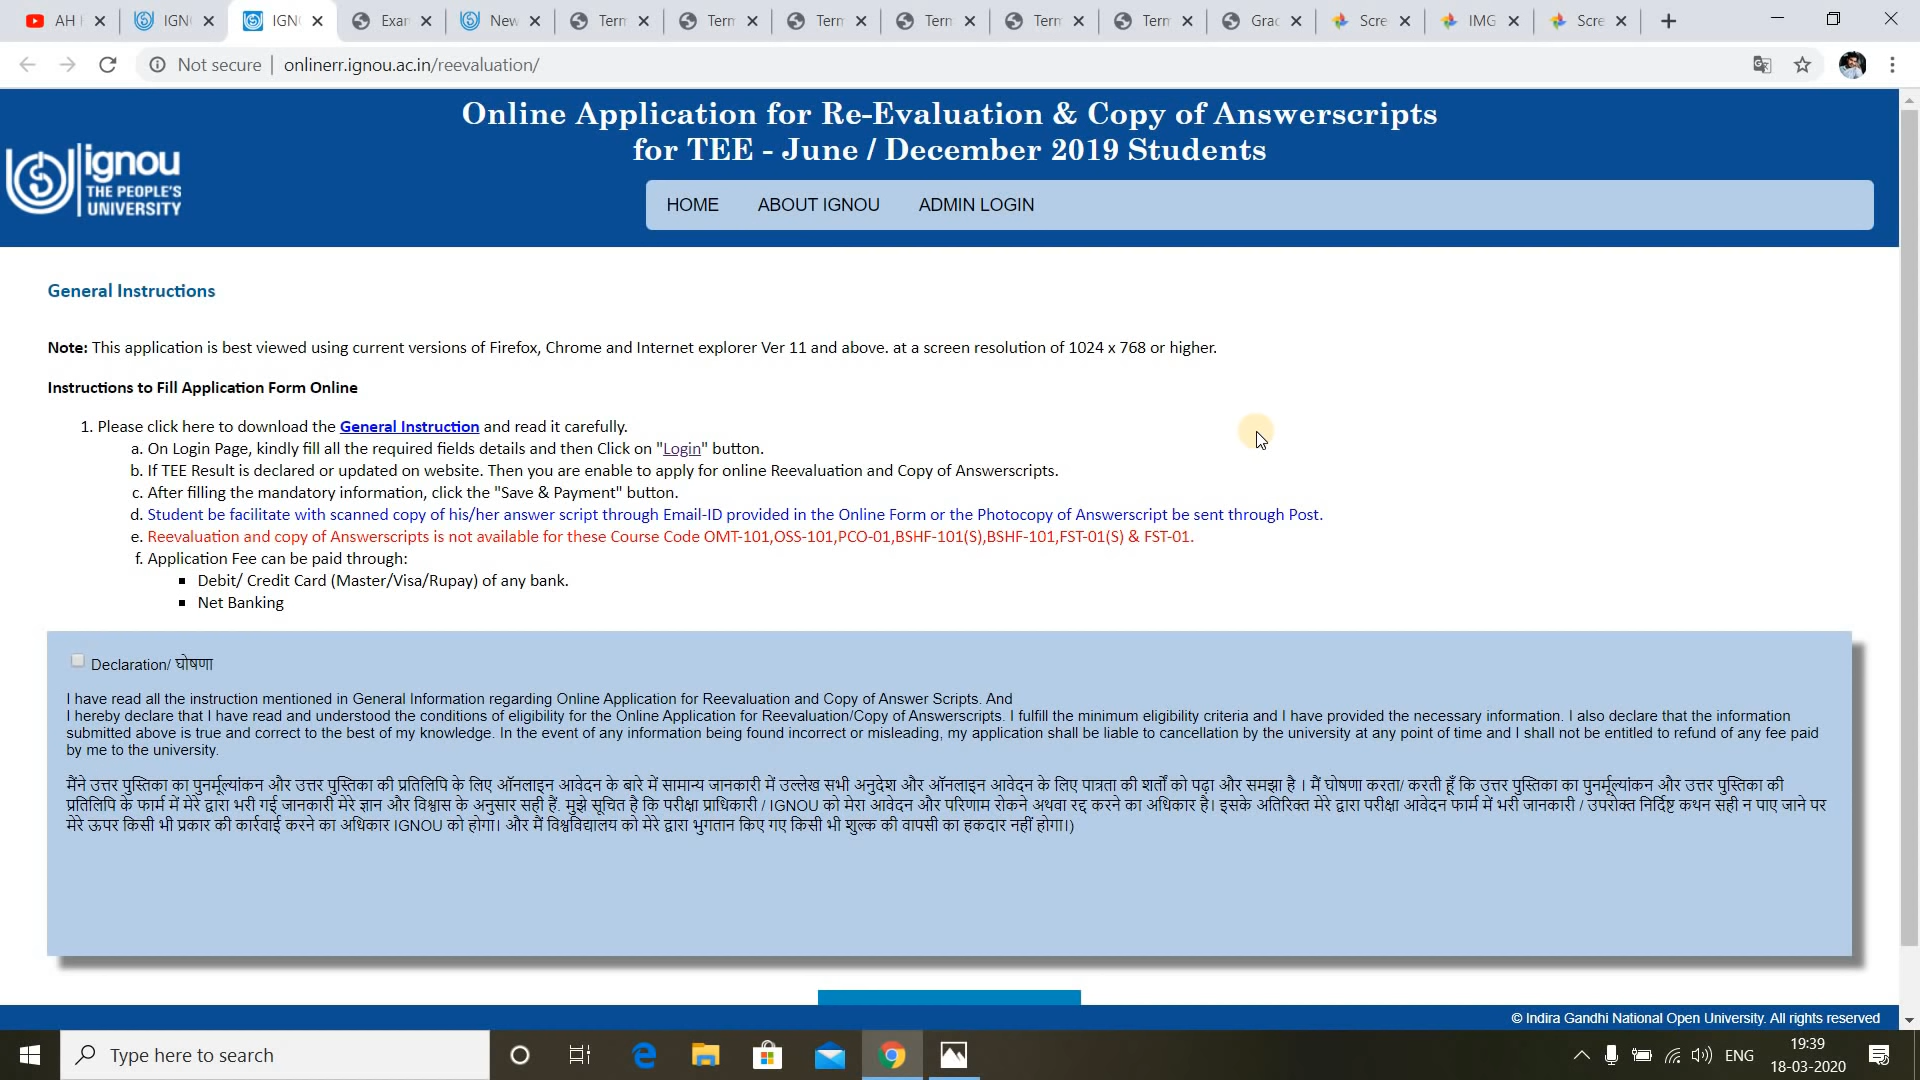 AH
IGN
IGN
Exar
New
Term
Term
Term
Term
Term
Term
Grac
Scre
IMG
Scre
Not secure
onlinerr.ignou.ac.in/reevaluation/
Online Application for Re-Evaluation & Copy of Answerscripts
for TEE - June / December 2019 Students
ignou
THE PEOPLE'S
UNIVERSITY
HOME ABOUT IGNOU ADMIN LOGIN
General Instructions
Note: This application is best viewed using current versions of Firefox, Chrome and Internet explorer Ver 11 and above. at a screen resolution of 1024 x 768 or higher.
Instructions to Fill Application Form Online
1. Please click here to download the General Instruction and read it carefully.
a. On Login Page, kindly fill all the required fields details and then Click on "Login" button.
b. If TEE Result is declared or updated on website. Then you are enable to apply for online Reevaluation and Copy of Answerscripts.
c. After filling the mandatory information, click the "Save & Payment" button.
d. Student be facilitate with scanned copy of his/her answer script through Email-ID provided in the Online Form or the Photocopy of Answerscript be sent through Post.
e. Reevaluation and copy of Answerscripts is not available for these Course Code OMT-101,OSS-101,PCO-01,BSHF-101(S),BSHF-101,FST-01(S) & FST-01.
f. Application Fee can be paid through:
Debit/ Credit Card (Master/Visa/Rupay) of any bank.
Net Banking
Declaration/ घोषणा
I have read all the instruction mentioned in General Information regarding Online Application for Reevaluation and Copy of Answer Scripts. And
I hereby declare that I have read and understood the conditions of eligibility for the Online Application for Reevaluation/Copy of Answerscripts. I fulfill the minimum eligibility criteria and I have provided the necessary information. I also declare that the information
submitted above is true and correct to the best of my knowledge. In the event of any information being found incorrect or misleading, my application shall be liable to cancellation by the university at any point of time and I shall not be entitled to refund of any fee paid
by me to the university.
मैंने उत्तर पुस्तिका का पुनर्मूल्यांकन और उत्तर पुस्तिका की प्रतिलिपि के लिए ऑनलाइन आवेदन के बारे में सामान्य जानकारी में उल्लेख सभी अनुदेश और ऑनलाइन आवेदन के लिए पात्रता की शर्तों को पढ़ा और समझा है । मैं घोषणा करता/ करती हूँ कि उत्तर पुस्तिका का पुनर्मूल्यांकन और उत्तर पुस्तिका की
प्रतिलिपि के फार्म में मेरे द्वारा भरी गई जानकारी मेरे ज्ञान और विश्वास के अनुसार सही हैं. मुझे सूचित है कि परीक्षा प्राधिकारी / IGNOU को मेरा आवेदन और परिणाम रोकने अथवा रद्द करने का अधिकार है। इसके अतिरिक्त मेरे द्वारा परीक्षा आवेदन फार्म में भरी जानकारी / उपरोक्त निर्दिष्ट कथन सही न पाए जाने पर
मेरे ऊपर किसी भी प्रकार की कार्रवाई करने का अधिकार IGNOU को होगा। और मैं विश्वविद्यालय को मेरे द्वारा भुगतान किए गए किसी भी शुल्क की वापसी का हकदार नहीं होगा।)
© Indira Gandhi National Open University. All rights reserved
Type here to search
ENG
19:39
18-03-2020